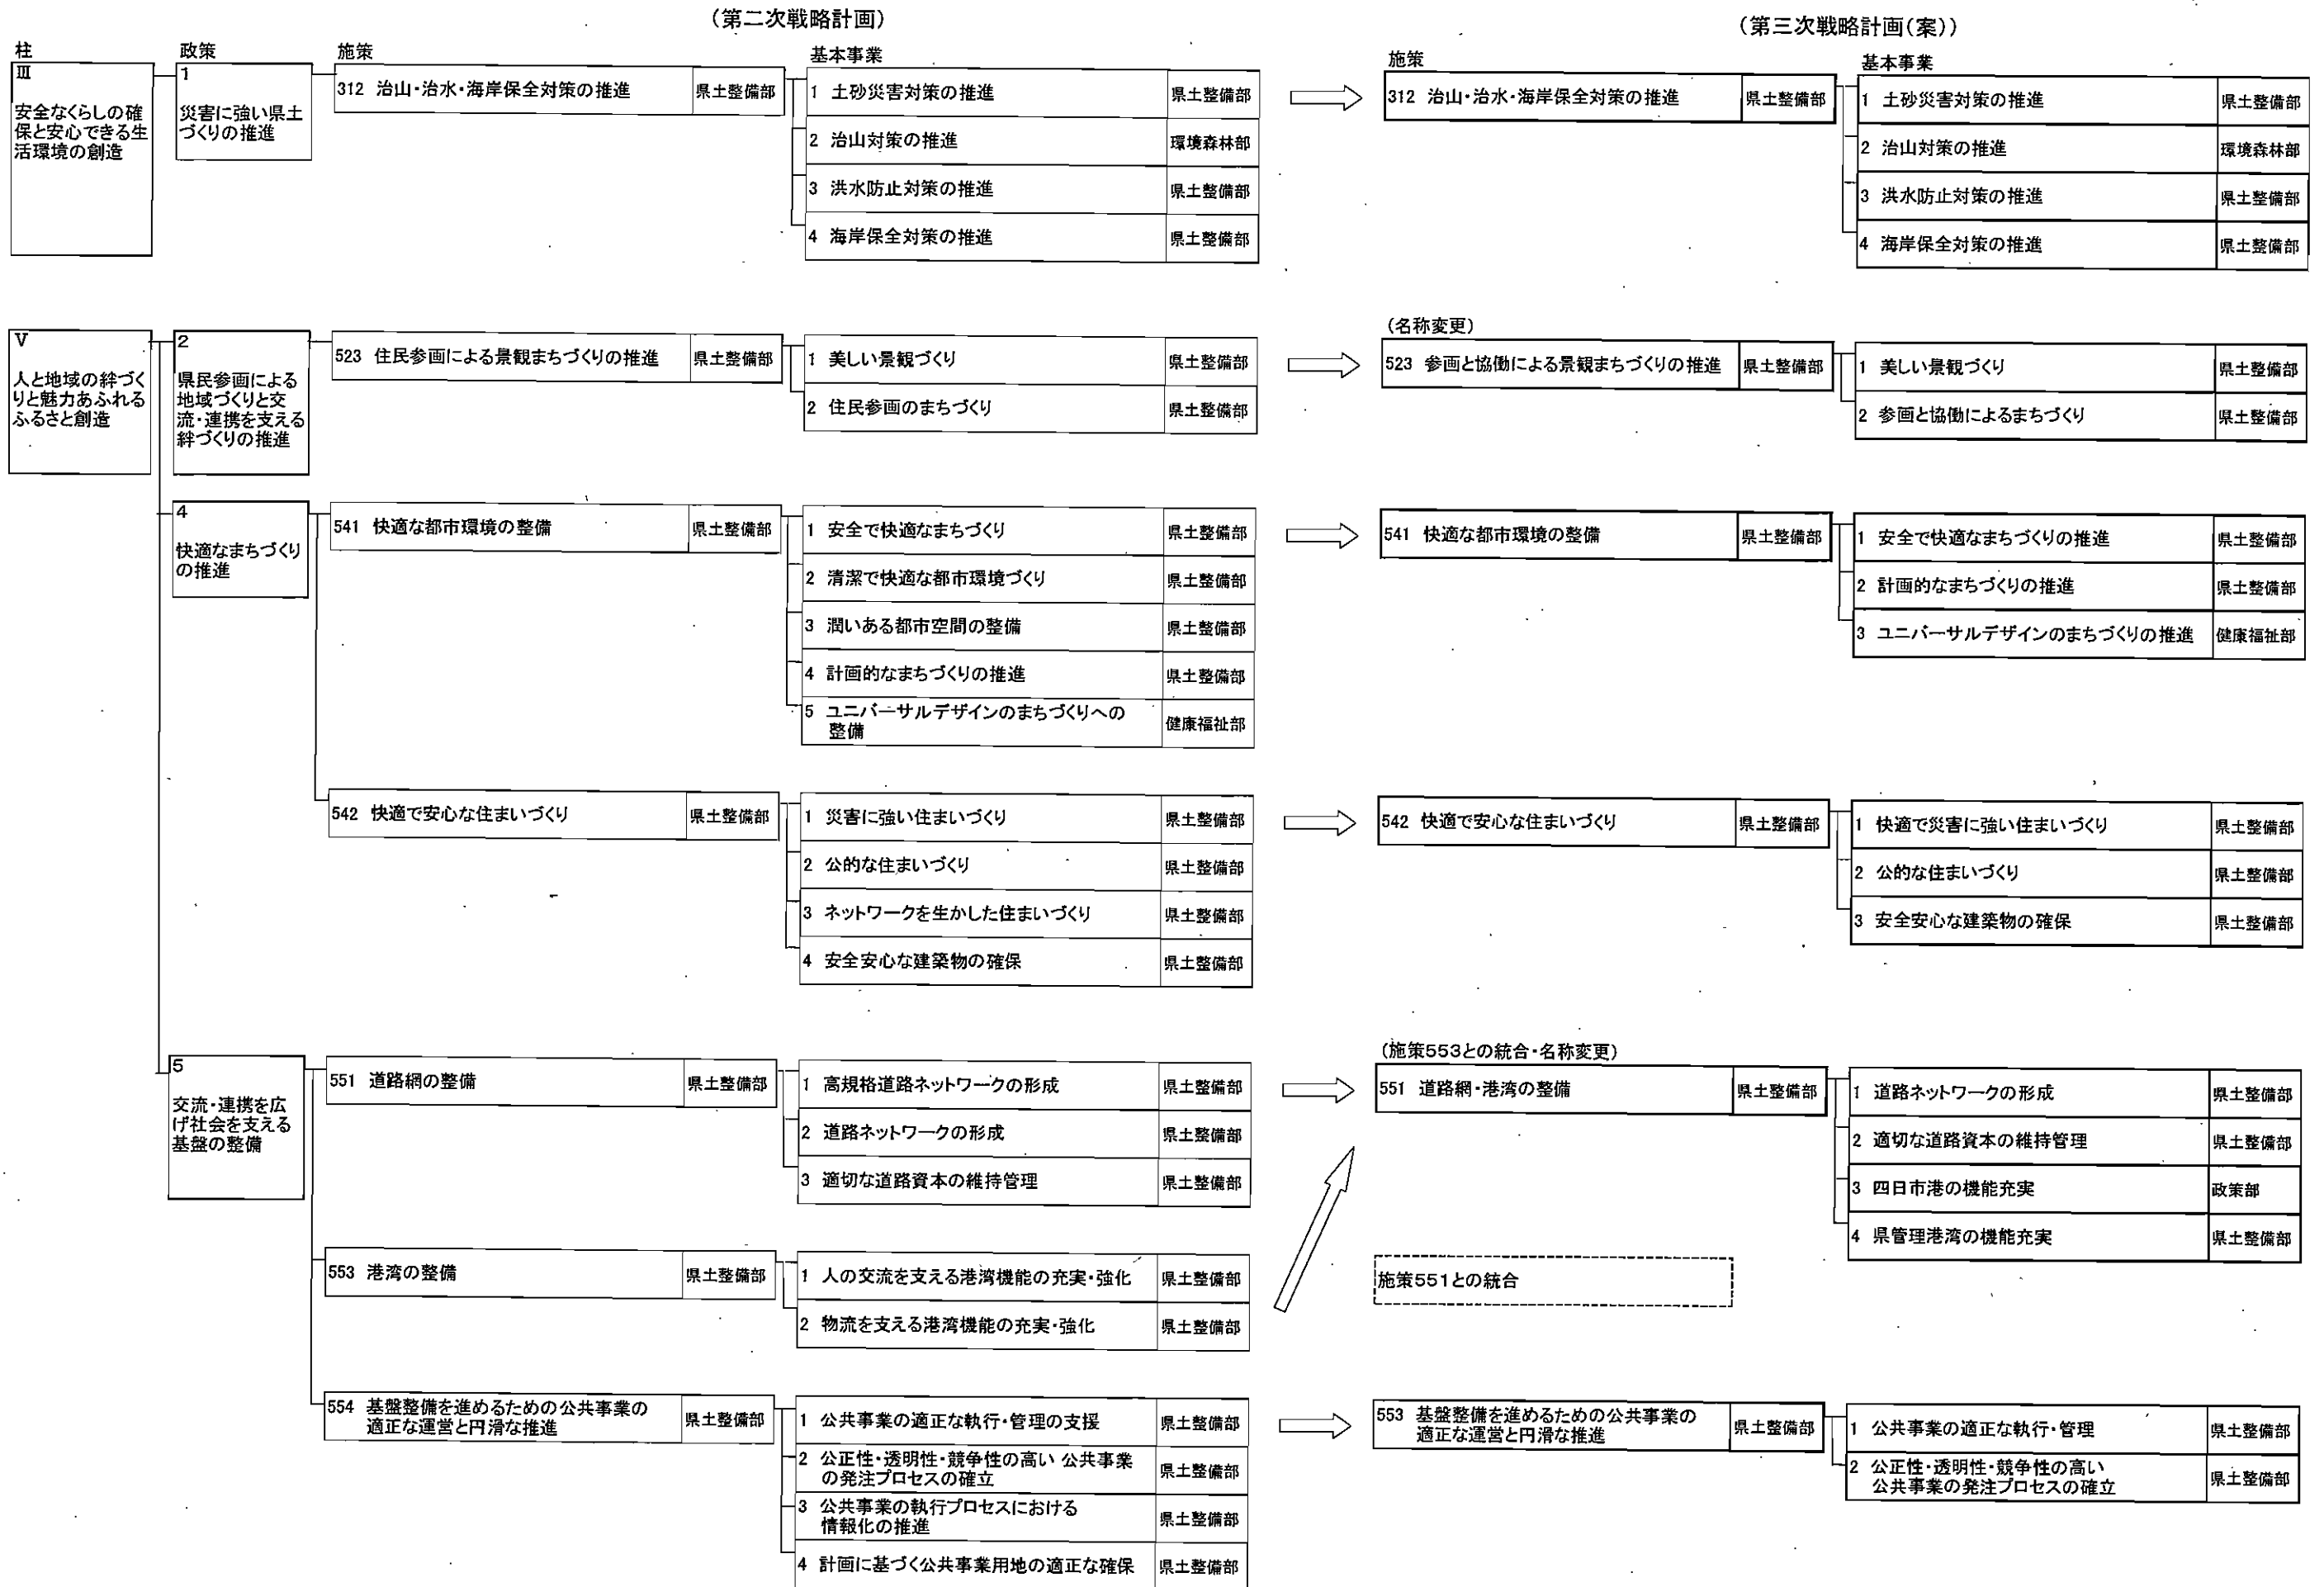 (第二次戦略計画)
(第三次戦略計画(案))
柱
政策
施策
基本事業
施策
基本事業
Ⅲ
安全なくらしの確
保と安心できる生
活環境の創造
1
災害に強い県土
づくりの推進
312 治山・治水・海岸保全対策の推進 県土整備部
1 土砂災害対策の推進 県土整備部
2 治山対策の推進 環境森林部
3 洪水防止対策の推進 県土整備部
4 海岸保全対策の推進 県土整備部
312 治山・治水・海岸保全対策の推進 県土整備部
1 土砂災害対策の推進 県土整備部
2 治山対策の推進 環境森林部
3 洪水防止対策の推進 県土整備部
4 海岸保全対策の推進 県土整備部
Ⅴ
人と地域の絆づく
りと魅力あふれる
ふるさと創造
2
県民参画による
地域づくりと交
流・連携を支える
絆づくりの推進
523 住民参画による景観まちづくりの推進 県土整備部
1 美しい景観づくり 県土整備部
2 住民参画のまちづくり 県土整備部
(名称変更)
523 参画と協働による景観まちづくりの推進 県土整備部
1 美しい景観づくり 県土整備部
2 参画と協働によるまちづくり 県土整備部
4
快適なまちづくり
の推進
541 快適な都市環境の整備 県土整備部
1 安全で快適なまちづくり 県土整備部
2 清潔で快適な都市環境づくり 県土整備部
3 潤いある都市空間の整備 県土整備部
4 計画的なまちづくりの推進 県土整備部
5 ユニバーサルデザインのまちづくりへの
整備 健康福祉部
541 快適な都市環境の整備 県土整備部
1 安全で快適なまちづくりの推進 県土整備部
2 計画的なまちづくりの推進 県土整備部
3 ユニバーサルデザインのまちづくりの推進 健康福祉部
542 快適で安心な住まいづくり 県土整備部
1 災害に強い住まいづくり 県土整備部
2 公的な住まいづくり 県土整備部
3 ネットワークを生かした住まいづくり 県土整備部
4 安全安心な建築物の確保 県土整備部
542 快適で安心な住まいづくり 県土整備部
1 快適で災害に強い住まいづくり 県土整備部
2 公的な住まいづくり 県土整備部
3 安全安心な建築物の確保 県土整備部
5
交流・連携を広
げ社会を支える
基盤の整備
551 道路網の整備 県土整備部
1 高規格道路ネットワークの形成 県土整備部
2 道路ネットワークの形成 県土整備部
3 適切な道路資本の維持管理 県土整備部
(施策553との統合・名称変更)
551 道路網・港湾の整備 県土整備部
1 道路ネットワークの形成 県土整備部
2 適切な道路資本の維持管理 県土整備部
3 四日市港の機能充実 政策部
4 県管理港湾の機能充実 県土整備部
553 港湾の整備 県土整備部
1 人の交流を支える港湾機能の充実・強化 県土整備部
2 物流を支える港湾機能の充実・強化 県土整備部
施策551との統合
554 基盤整備を進めるための公共事業の
適正な運営と円滑な推進 県土整備部
1 公共事業の適正な執行・管理の支援 県土整備部
2 公正性・透明性・競争性の高い 公共事業
の発注プロセスの確立 県土整備部
3 公共事業の執行プロセスにおける
情報化の推進 県土整備部
4 計画に基づく公共事業用地の適正な確保 県土整備部
553 基盤整備を進めるための公共事業の
適正な運営と円滑な推進 県土整備部
1 公共事業の適正な執行・管理 県土整備部
2 公正性・透明性・競争性の高い
公共事業の発注プロセスの確立 県土整備部